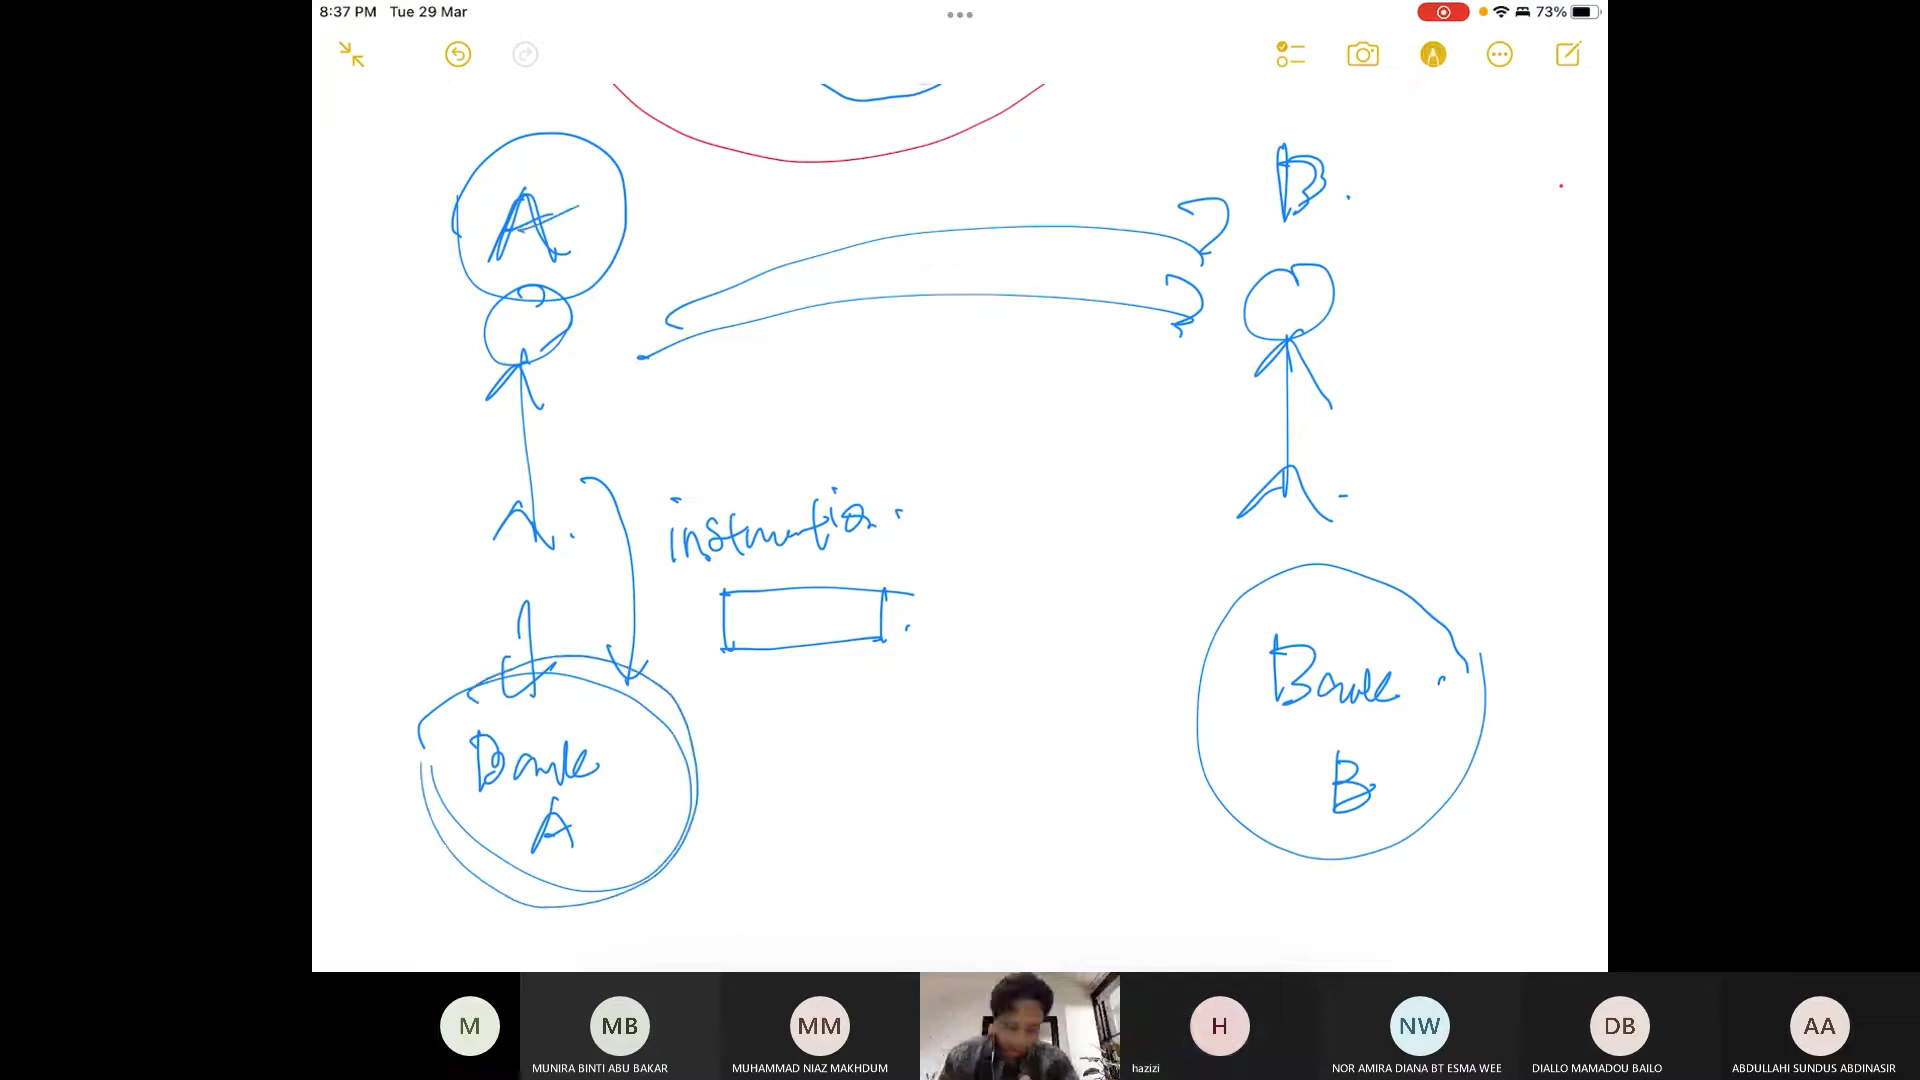 8:37 PM Tue 29 Mar
73%
A
B.
instruction.
Bank
A
Bank
B
M
MB
MM
H
NW
DB
AA
MUNIRA BINTI ABU BAKAR
MUHAMMAD NIAZ MAKHDUM
hazizi
NOR AMIRA DIANA BT ESMA WEE
DIALLO MAMADOU BAILO
ABDULLAHI SUNDUS ABDINASIR